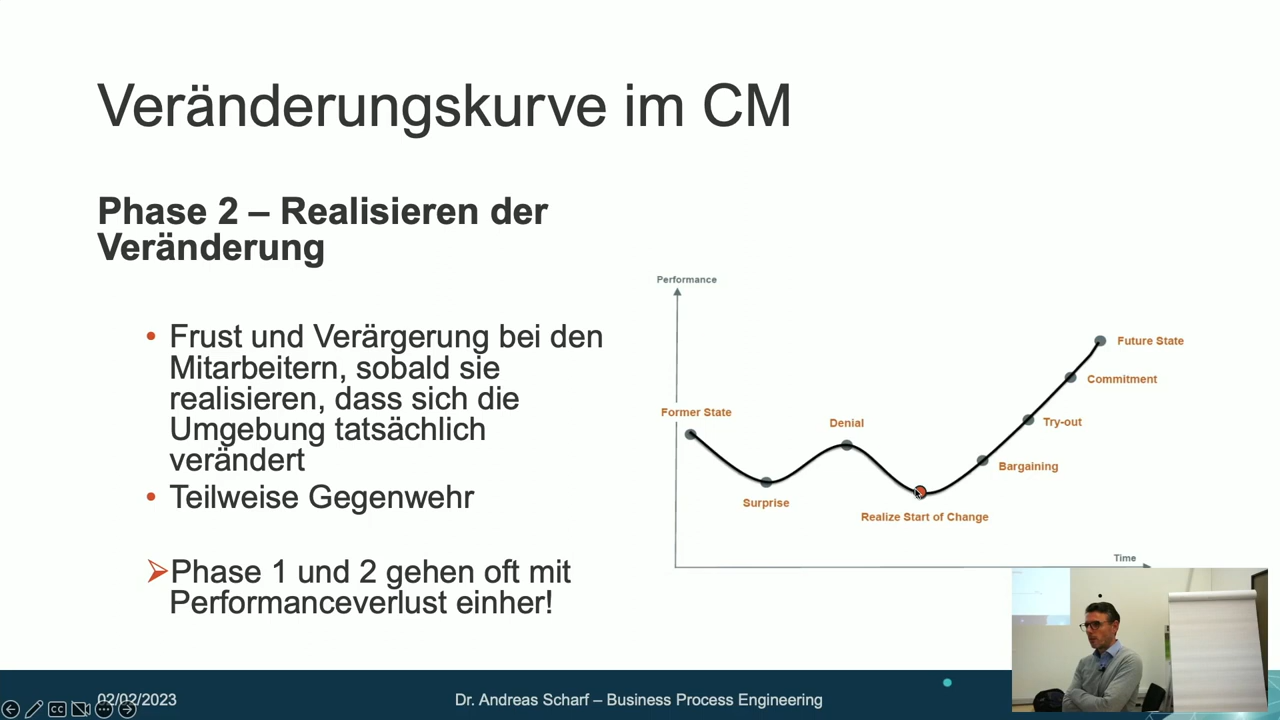 Veränderungskurve im CM
Phase 2 – Realisieren der
Veränderung
• Frust und Verärgerung bei den
Mitarbeitern, sobald sie
realisieren, dass sich die
Umgebung tatsächlich
verändert
• Teilweise Gegenwehr
Phase 1 und 2 gehen oft mit
Performanceverlust einher!
Performance
Future State
Commitment
Former State
Denial
Try-out
Bargaining
Surprise
Realize Start of Change
Time
02/02/2023
Dr. Andreas Scharf – Business Process Engineering
CC